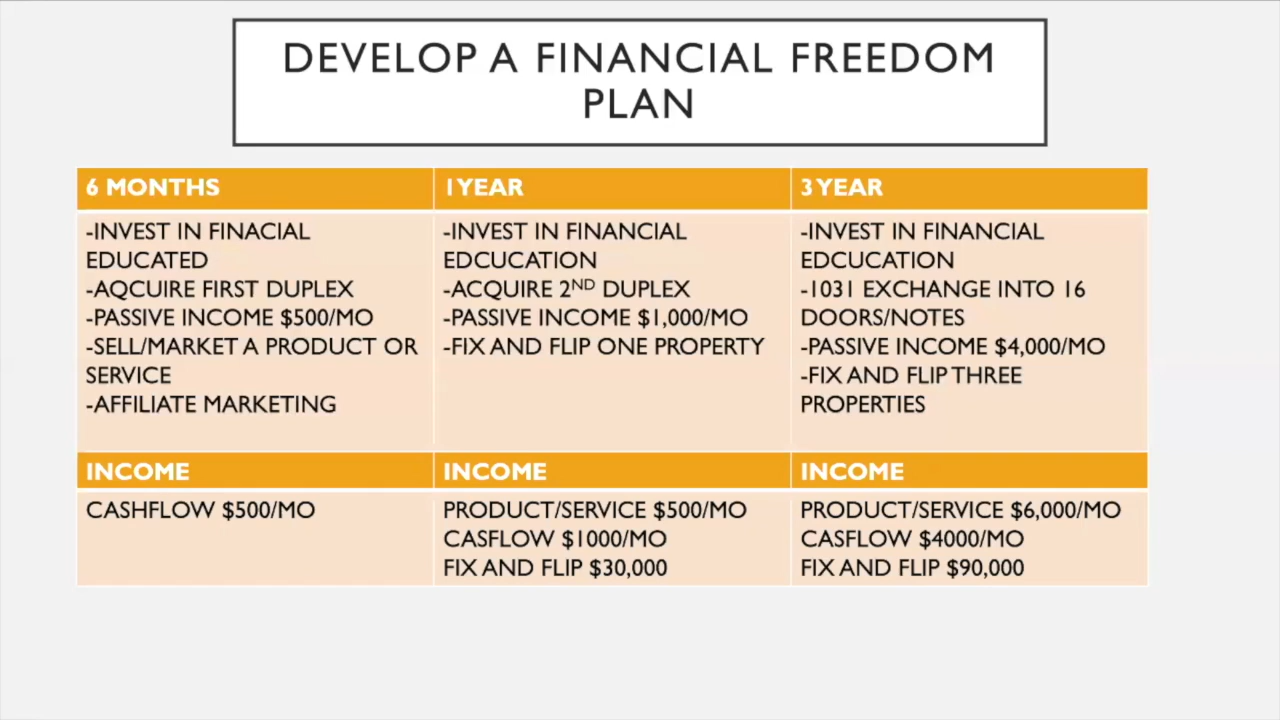 DEVELOP A FINANCIAL FREEDOM
PLAN
6 MONTHS
1 YEAR
3 YEAR
-INVEST IN FINACIAL
EDUCATED
-AQCUIRE FIRST DUPLEX
-PASSIVE INCOME $500/MO
-SELL/MARKET A PRODUCT OR
SERVICE
-AFFILIATE MARKETING
-INVEST IN FINANCIAL
EDCUCATION
-ACQUIRE 2ND DUPLEX
-PASSIVE INCOME $1,000/MO
-FIX AND FLIP ONE PROPERTY
-INVEST IN FINANCIAL
EDCUCATION
-1031 EXCHANGE INTO 16
DOORS/NOTES
-PASSIVE INCOME $4,000/MO
-FIX AND FLIP THREE
PROPERTIES
INCOME
INCOME
INCOME
CASHFLOW $500/MO
PRODUCT/SERVICE $500/MO
CASFLOW $1000/MO
FIX AND FLIP $30,000
PRODUCT/SERVICE $6,000/MO
CASFLOW $4000/MO
FIX AND FLIP $90,000